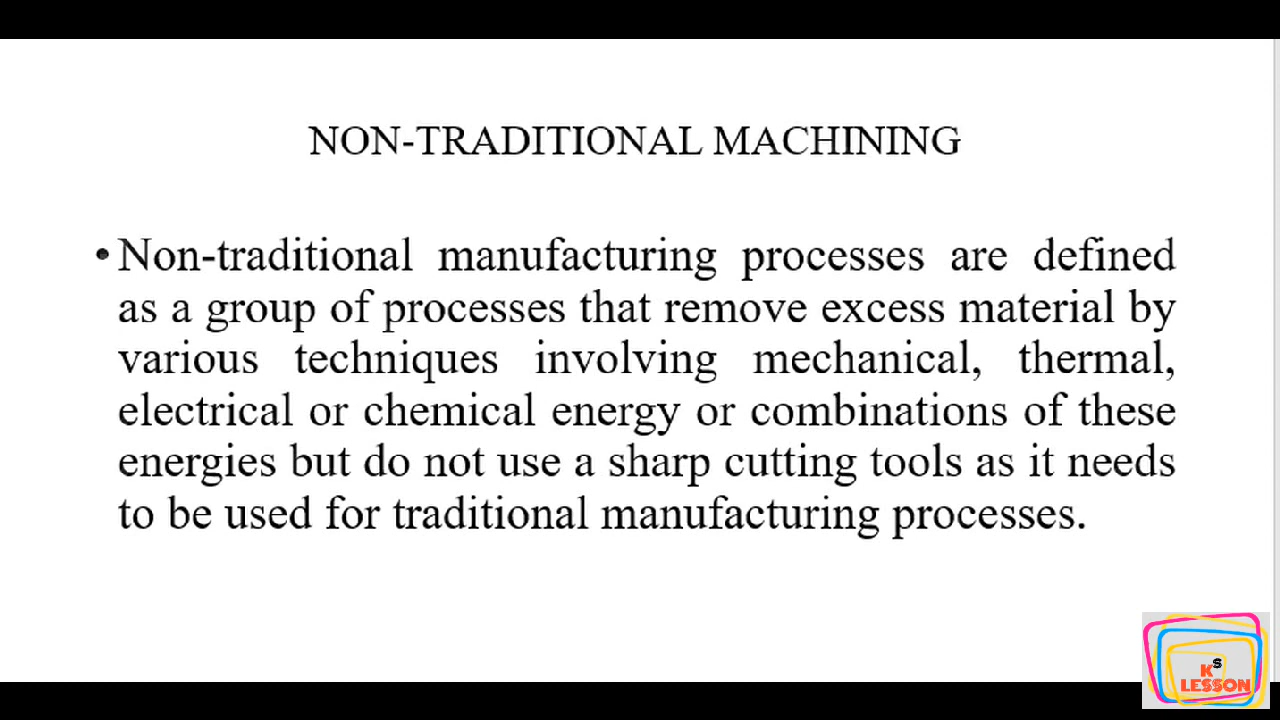 NON-TRADITIONAL MACHINING
• Non-traditional manufacturing processes are defined
as a group of processes that remove excess material by
various techniques involving mechanical, thermal,
electrical or chemical energy or combinations of these
energies but do not use a sharp cutting tools as it needs
to be used for traditional manufacturing processes.
KS
LESSON